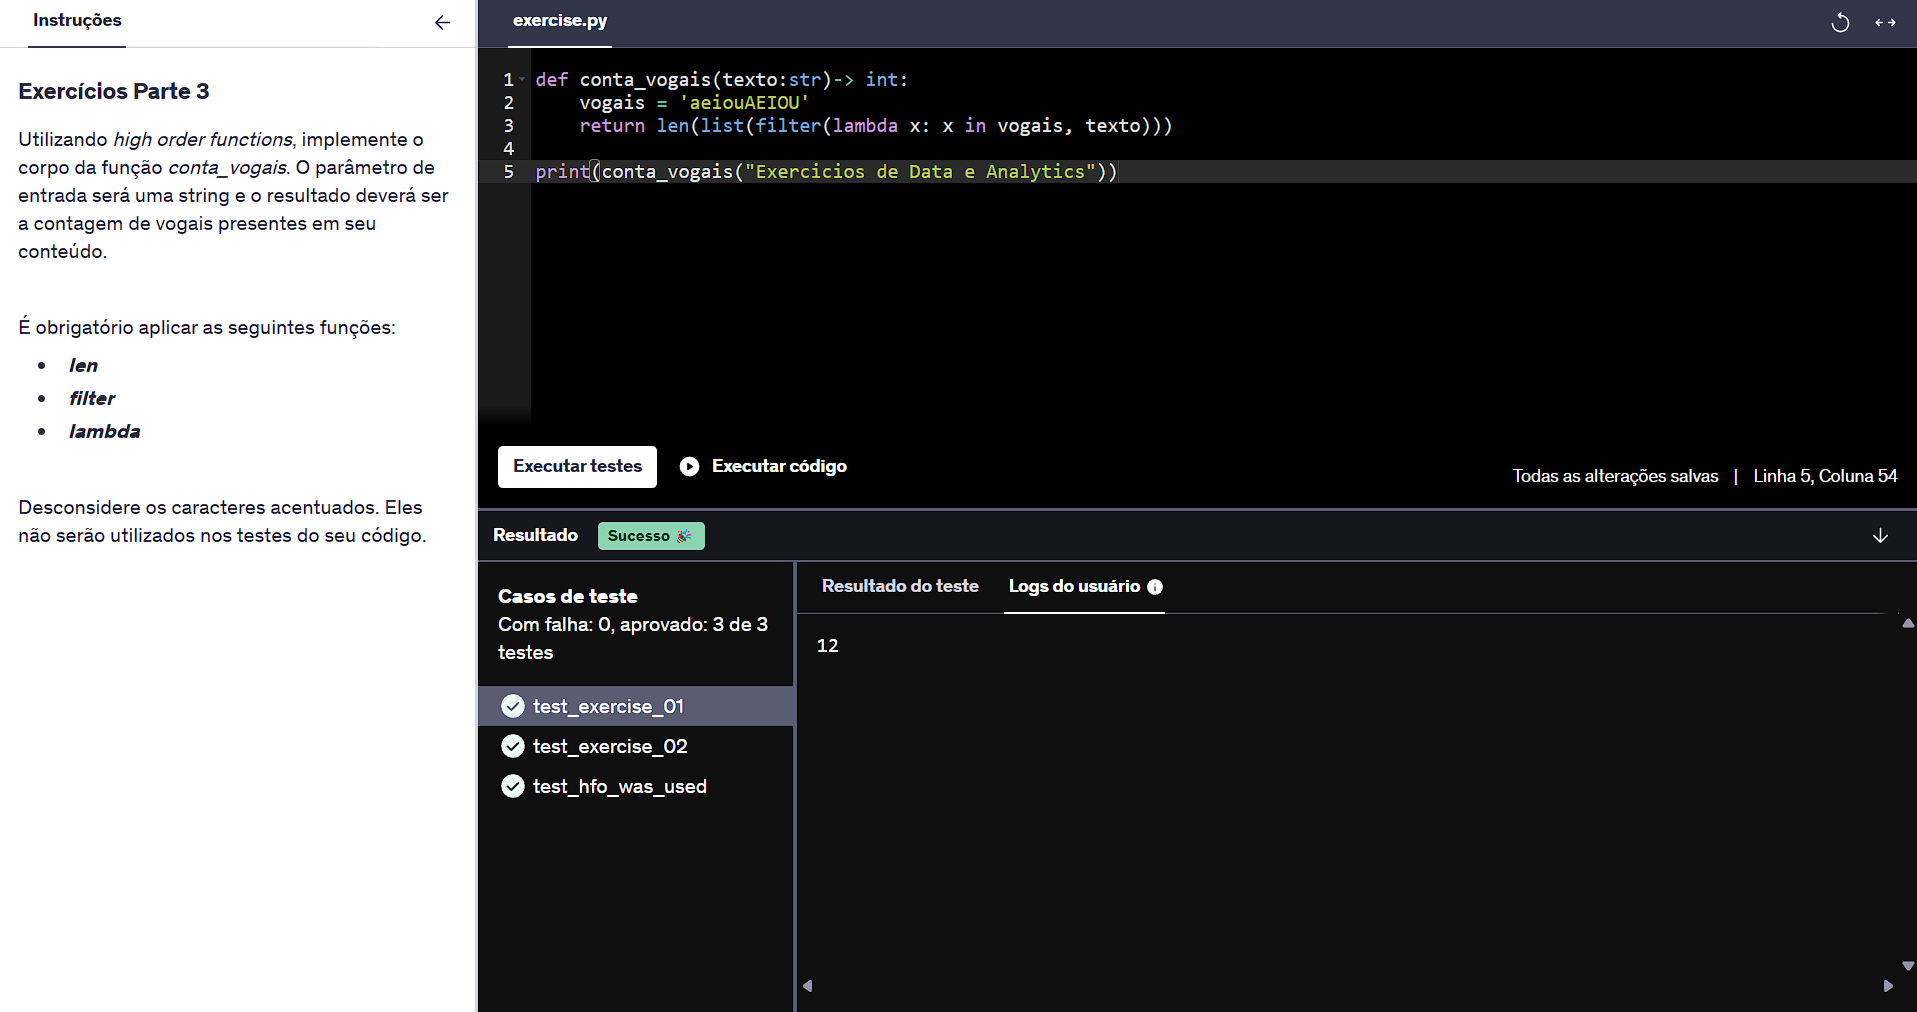 Instruções
Exercícios Parte 3
Utilizando high order functions, implemente o
corpo da função conta_vogais. O parâmetro de
entrada será uma string e o resultado deverá ser
a contagem de vogais presentes em seu
conteúdo.
É obrigatório aplicar as seguintes funções:
len
filter
lambda
Desconsidere os caracteres acentuados. Eles
não serão utilizados nos testes do seu código.
exercise.py
1 def conta_vogais(texto:str)-> int:
2     vogais = 'aeiouAEIOU'
3     return len(list(filter(lambda x: x in vogais, texto)))
4
5 print(conta_vogais("Exercicios de Data e Analytics"))
Executar testes Executar código
Todas as alterações salvas | Linha 5, Coluna 54
Resultado Sucesso
Casos de teste
Com falha: 0, aprovado: 3 de 3
testes
test_exercise_01
test_exercise_02
test_hfo_was_used
Resultado do teste Logs do usuário
12